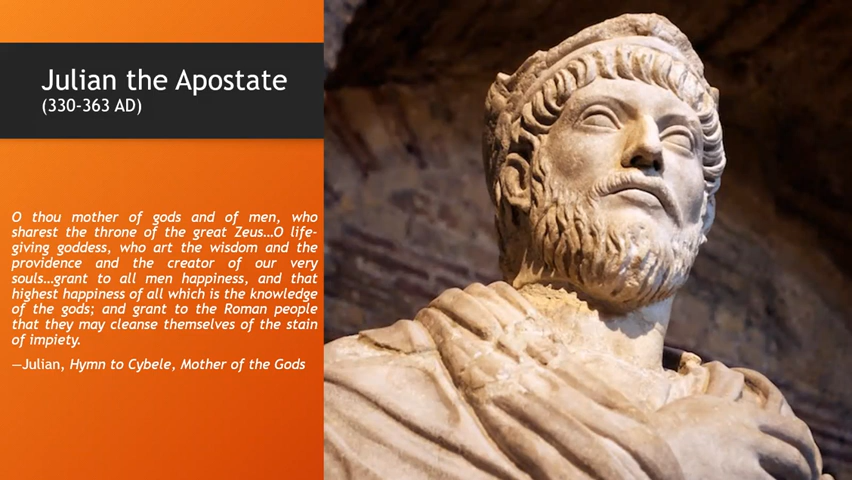 Julian the Apostate
(330-363 AD)
O thou mother of gods and of men, who
sharest the throne of the great Zeus…O life-
giving goddess, who art the wisdom and the
providence and the creator of our very
souls…grant to all men happiness, and that
highest happiness of all which is the knowledge
of the gods; and grant to the Roman people
that they may cleanse themselves of the stain
of impiety.
—Julian, Hymn to Cybele, Mother of the Gods